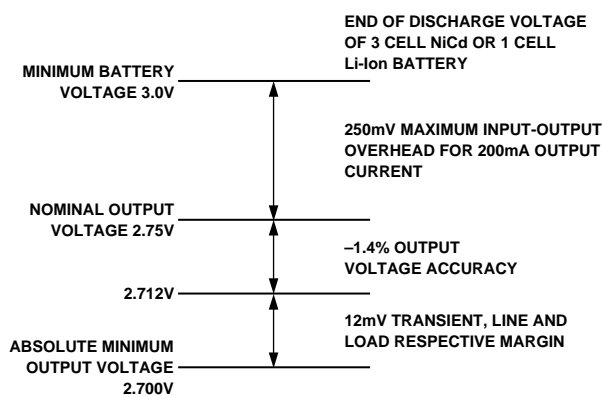 END OF DISCHARGE VOLTAGE
OF 3 CELL NiCd OR 1 CELL
Li-Ion BATTERY
MINIMUM BATTERY
VOLTAGE 3.0V
250mV MAXIMUM INPUT-OUTPUT
OVERHEAD FOR 200mA OUTPUT
CURRENT
NOMINAL OUTPUT
VOLTAGE 2.75V
–1.4% OUTPUT
VOLTAGE ACCURACY
2.712V
12mV TRANSIENT, LINE AND
LOAD RESPECTIVE MARGIN
ABSOLUTE MINIMUM
OUTPUT VOLTAGE
2.700V